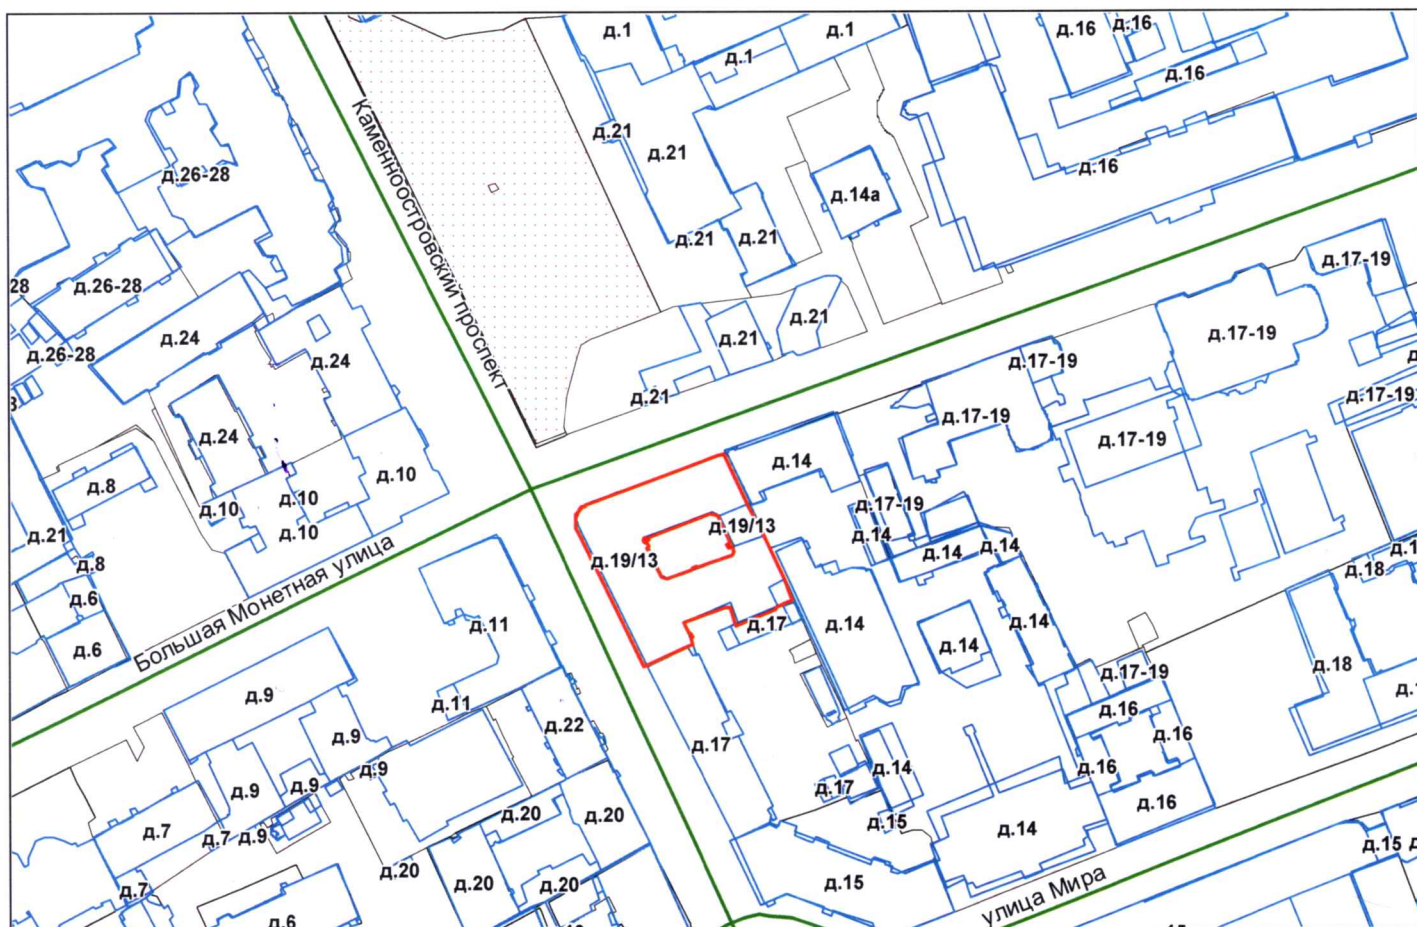 д.1
д.1
д.1
д.16
д.16
д.16
д.21
д.21
д.16
д.26-28
д.14а
Каменноостровский проспект
д.21
д.21
д.17-19
28
д.26-28
д.21
д.21
д.17-19
д.24
д.24
д.26-28
д.17-19
д.21
д.17-19
д.17-19
д.24
д.17-19
д.14
д.10
д.8
д.10
д.17-19
д.10
д.19/13
д.21
д.10
д.14
д.14
д.14
д.19/13
д.8
д.18
Большая Монетная улица
д.6
д.11
д.17
д.14
д.14
д.14
д.6
д.18
д.17-19
д.9
д.11
д.16
д.22
д.9
д.17
д.16
д.9
д.14
д.16
д.9
д.9
д.17
д.16
д.7
д.7
д.9
д.20
д.20
д.15
д.14
д.15
д.20
д.20
д.20
д.15
д.7
улица Мира
д.6